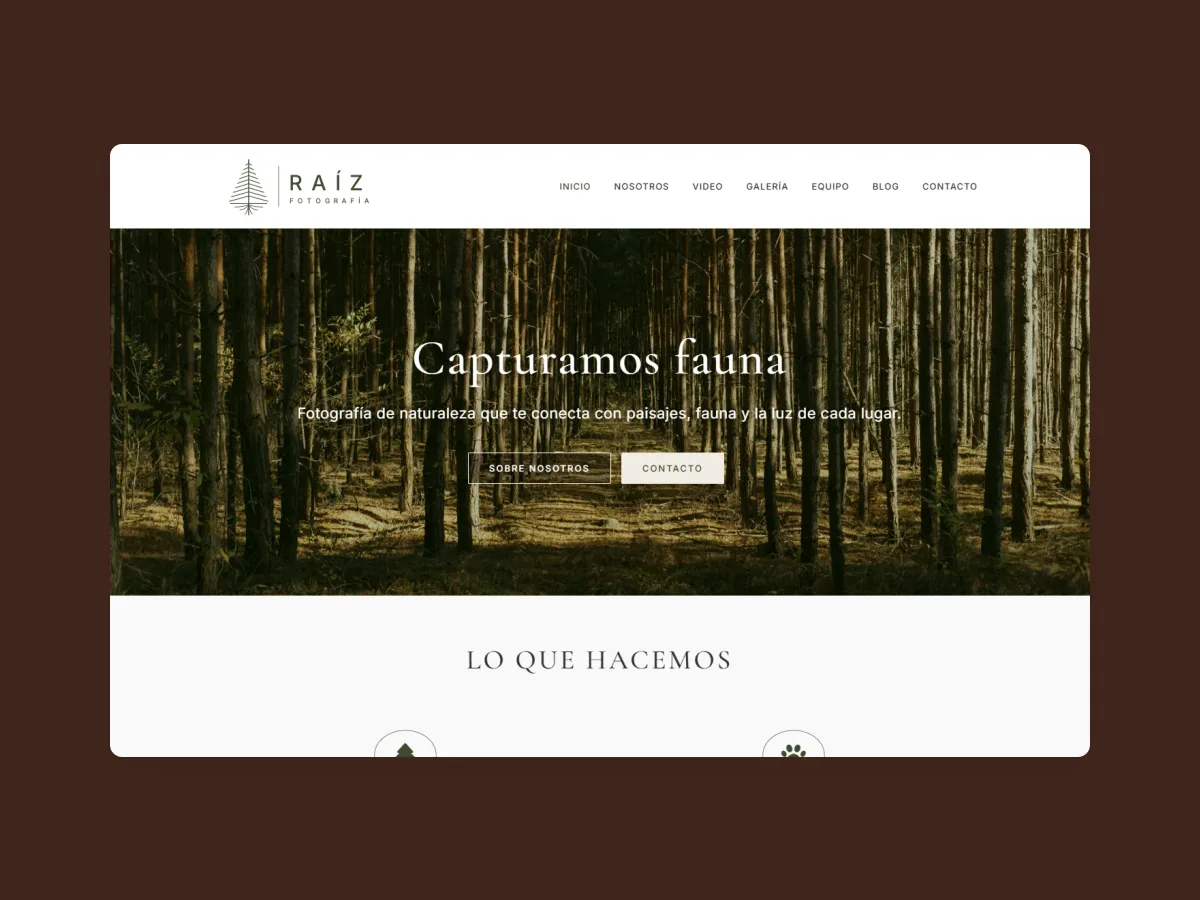 RAÍZ
FOTOGRAFÍA
INICIO NOSOTROS VIDEO GALERÍA EQUIPO BLOG CONTACTO
Capturamos fauna
Fotografía de naturaleza que te conecta con paisajes, fauna y la luz de cada lugar.
SOBRE NOSOTROS CONTACTO
LO QUE HACEMOS